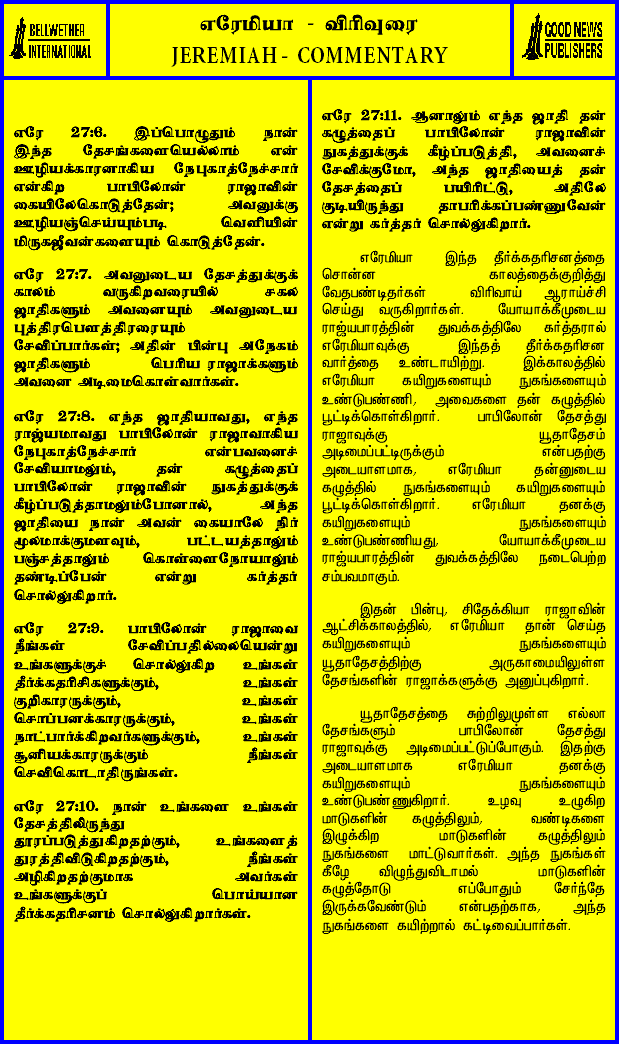 BELLWETHER
INTERNATIONAL
எரேமியா - விரிவுரை
JEREMIAH - COMMENTARY
GOOD NEWS
PUBLISHERS
எரே 27:6. இப்பொழுதும் நான்
இந்த தேசங்களையெல்லாம் என்
ஊழியக்காரனாகிய நேபுகாத்நேச்சார்
என்கிற பாபிலோன் ராஜாவின்
கையிலேகொடுத்தேன்; அவனுக்கு
ஊழியஞ்செய்யும்படி வெளியின்
மிருகஜீவன்களையும் கொடுத்தேன்.
எரே 27:7. அவனுடைய தேசத்துக்குக்
காலம் வருகிறவரையில் சகல
ஜாதிகளும் அவனையும் அவனுடைய
புத்திரபௌத்திரரையும்
சேவிப்பார்கள்; அதின் பின்பு அநேகம்
ஜாதிகளும் பெரிய ராஜாக்களும்
அவனை அடிமைகொள்வார்கள்.
எரே 27:8. எந்த ஜாதியாவது, எந்த
ராஜ்யமாவது பாபிலோன் ராஜாவாகிய
நேபுகாத்நேச்சார் என்பவனைச்
சேவியாமலும், தன் கழுத்தைப்
பாபிலோன் ராஜாவின் நுகத்துக்குக்
கீழ்ப்படுத்தாமலும்போனால், அந்த
ஜாதியை நான் அவன் கையாலே நிர்
மூலமாக்குமளவும், பட்டயத்தாலும்
பஞ்சத்தாலும் கொள்ளைநோயாலும்
தண்டிப்பேன் என்று கர்த்தர்
சொல்லுகிறார்.
எரே 27:9. பாபிலோன் ராஜாவை
நீங்கள் சேவிப்பதில்லையென்று
உங்களுக்குச் சொல்லுகிற உங்கள்
தீர்க்கதரிசிகளுக்கும், உங்கள்
குறிகாரருக்கும், உங்கள்
சொப்பனக்காரருக்கும், உங்கள்
நாட்பார்க்கிறவர்களுக்கும், உங்கள்
சூனியக்காரருக்கும் நீங்கள்
செவிகொடாதிருங்கள்.
எரே 27:10. நான் உங்களை உங்கள்
தேசத்திலிருந்து
தூரப்படுத்துகிறதற்கும், உங்களைத்
துரத்திவிடுகிறதற்கும், நீங்கள்
அழிகிறதற்குமாக அவர்கள்
உங்களுக்குப் பொய்யான
தீர்க்கதரிசனம் சொல்லுகிறார்கள்.
எரே 27:11. ஆனாலும் எந்த ஜாதி தன்
கழுத்தைப் பாபிலோன் ராஜாவின்
நுகத்துக்குக் கீழ்ப்படுத்தி, அவனைச்
சேவிக்குமோ, அந்த ஜாதியைத் தன்
தேசத்தைப் பயிரிட்டு, அதிலே
குடியிருந்து தாபரிக்கப்பண்ணுவேன்
என்று கர்த்தர் சொல்லுகிறார்.
எரேமியா இந்த தீர்க்கதரிசனத்தை
சொன்ன காலத்தைக்குறித்து
வேதபண்டிதர்கள் விரிவாய் ஆராய்ச்சி
செய்து வருகிறார்கள். யோயாக்கீமுடைய
ராஜ்யபாரத்தின் துவக்கத்திலே கர்த்தரால்
எரேமியாவுக்கு இந்தத் தீர்க்கதரிசன
வார்த்தை உண்டாயிற்று. இக்காலத்தில்
எரேமியா கயிறுகளையும் நுகங்களையும்
உண்டுபண்ணி, அவைகளை தன் கழுத்தில்
பூட்டிக்கொள்கிறார். பாபிலோன் தேசத்து
ராஜாவுக்கு யூதாதேசம்
அடிமைப்பட்டிருக்கும் என்பதற்கு
அடையாளமாக, எரேமியா தன்னுடைய
கழுத்தில் நுகங்களையும் கயிறுகளையும்
பூட்டிக்கொள்கிறார். எரேமியா தனக்கு
கயிறுகளையும் நுகங்களையும்
உண்டுபண்ணியது, யோயாக்கீமுடைய
ராஜ்யபாரத்தின் துவக்கத்திலே நடைபெற்ற
சம்பவமாகும்.
இதன் பின்பு, சிதேக்கியா ராஜாவின்
ஆட்சிக்காலத்தில், எரேமியா தான் செய்த
கயிறுகளையும் நுகங்களையும்
யூதாதேசத்திற்கு அருகாமையிலுள்ள
தேசங்களின் ராஜாக்களுக்கு அனுப்புகிறார்.
யூதாதேசத்தை சுற்றிலுமுள்ள எல்லா
தேசங்களும் பாபிலோன் தேசத்து
ராஜாவுக்கு அடிமைப்பட்டுப்போகும். இதற்கு
அடையாளமாக எரேமியா தனக்கு
கயிறுகளையும் நுகங்களையும்
உண்டுபண்ணுகிறார். உழவு உழுகிற
மாடுகளின் கழுத்திலும், வண்டிகளை
இழுக்கிற மாடுகளின் கழுத்திலும்
நுகங்களை மாட்டுவார்கள். அந்த நுகங்கள்
கீழே விழுந்துவிடாமல் மாடுகளின்
கழுத்தோடு எப்போதும் சேர்ந்தே
இருக்கவேண்டும் என்பதற்காக, அந்த
நுகங்களை கயிற்றால் கட்டிவைப்பார்கள்.